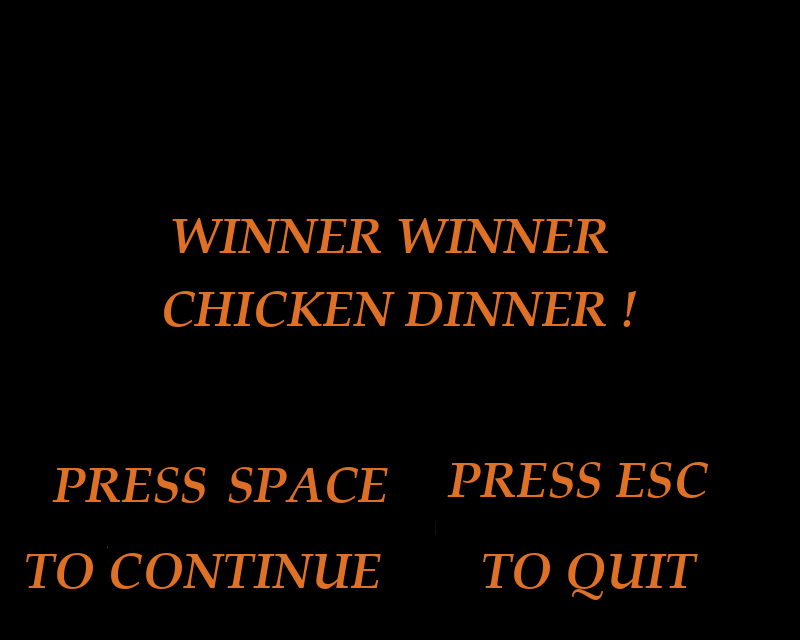 WINNER WINNER
CHICKEN DINNER !
PRESS SPACE
TO CONTINUE
PRESS ESC
TO QUIT